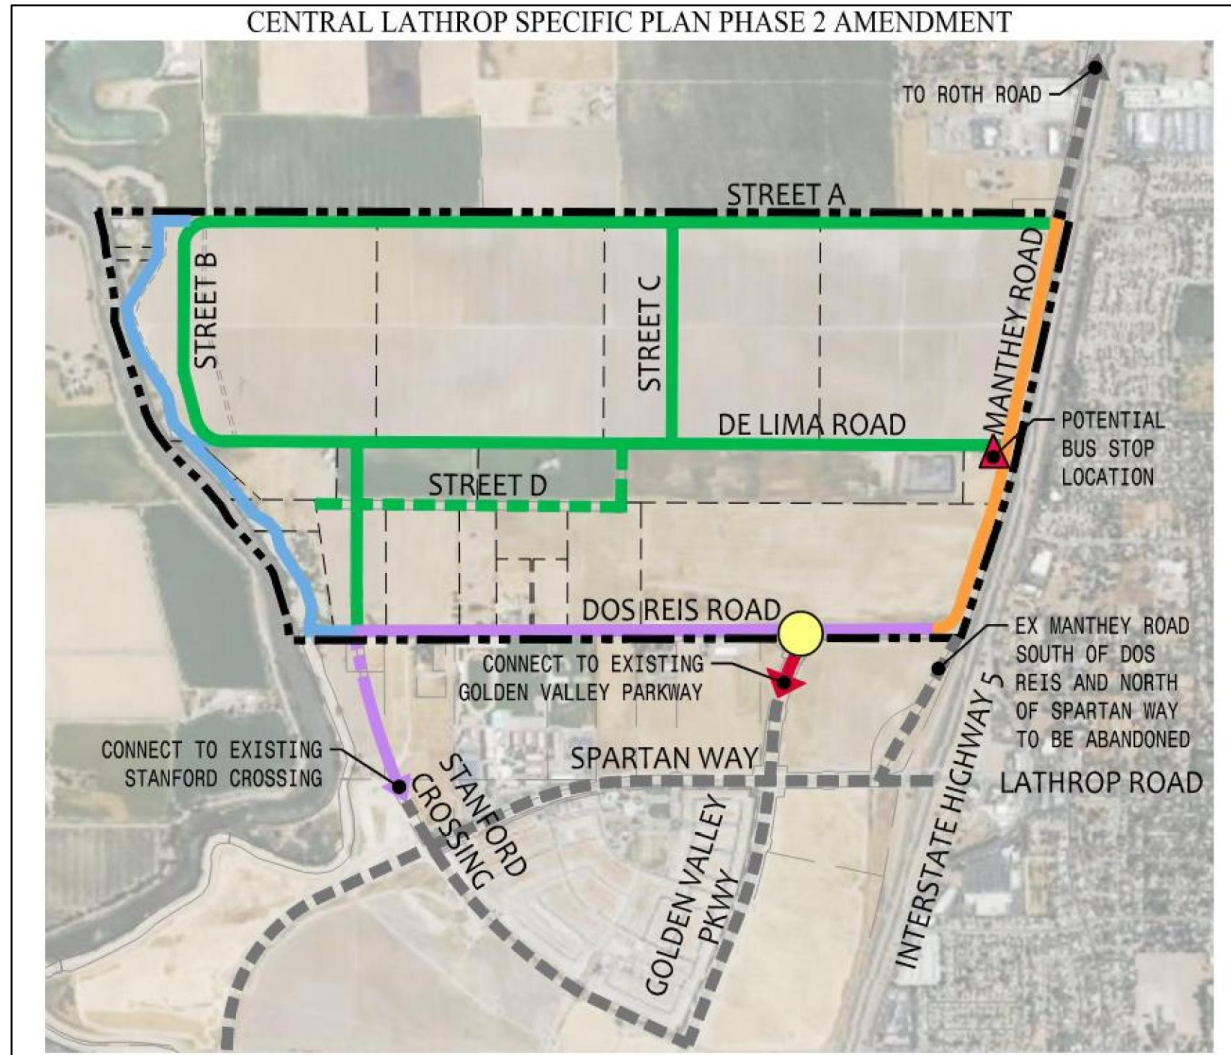 CENTRAL LATHROP SPECIFIC PLAN PHASE 2 AMENDMENT
TO ROTH ROAD
STREET A
STREET B
STREET C
MANTHEY ROAD
DE LIMA ROAD
POTENTIAL
BUS STOP
LOCATION
STREET D
DOS REIS ROAD
EX MANTHEY ROAD
SOUTH OF DOS
REIS AND NORTH
OF SPARTAN WAY
TO BE ABANDONED
CONNECT TO EXISTING
GOLDEN VALLEY PARKWAY
CONNECT TO EXISTING
STANFORD CROSSING
SPARTAN WAY
LATHROP ROAD
STANFORD
CROSSING
GOLDEN VALLEY
PKWY
INTERSTATE HIGHWAY 5